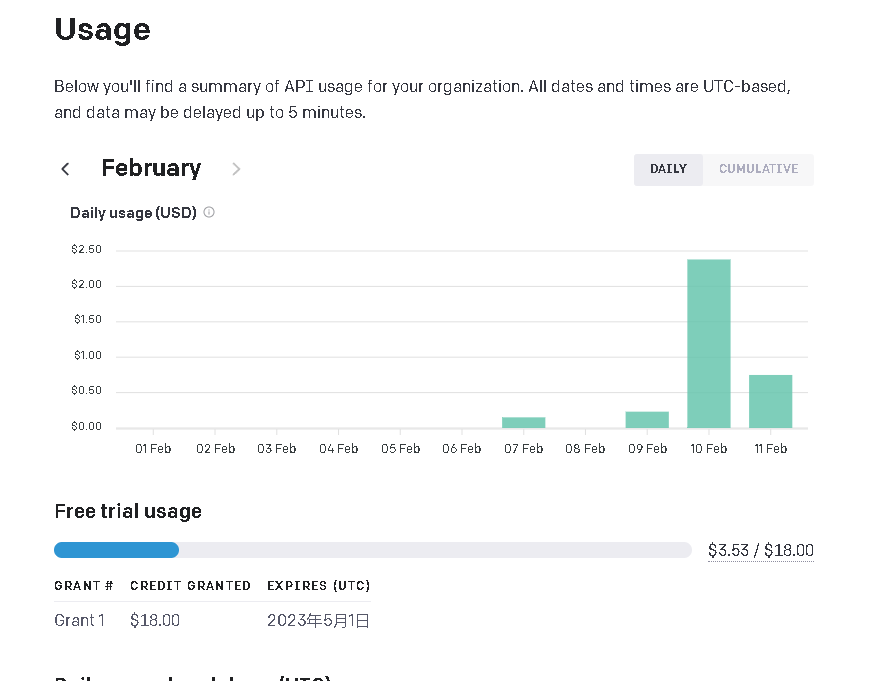 Usage
Below you'll find a summary of API usage for your organization. All dates and times are UTC-based,
and data may be delayed up to 5 minutes.
February
DAILY CUMULATIVE
Daily usage (USD)
$2.50
$2.00
$1.50
$1.00
$0.50
$0.00
01 Feb 02 Feb 03 Feb 04 Feb 05 Feb 06 Feb 07 Feb 08 Feb 09 Feb 10 Feb 11 Feb
Free trial usage
$3.53 / $18.00
GRANT # CREDIT GRANTED EXPIRES (UTC)
Grant 1 $18.00 2023年5月1日